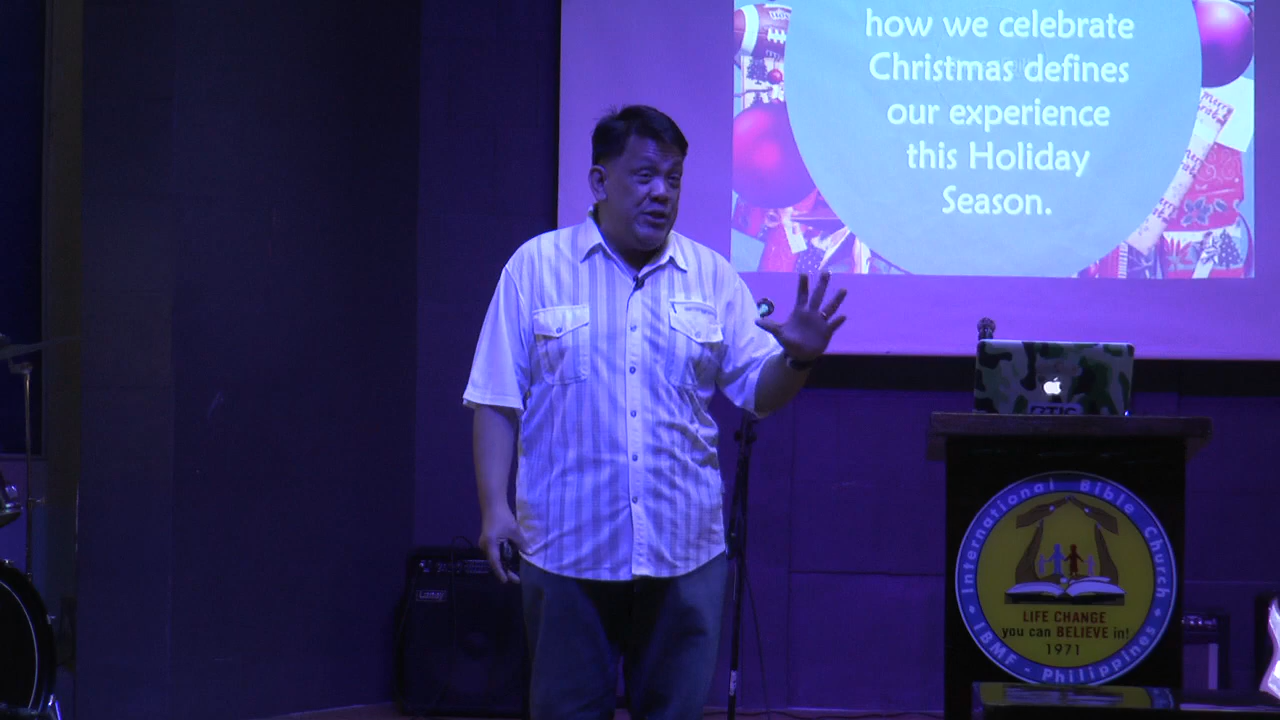 how we celebrate
Christmas defines
our experience
this Holiday
Season.
International Bible Church
LIFE CHANGE
you can BELIEVE in!
1971
IBMF - Philippines